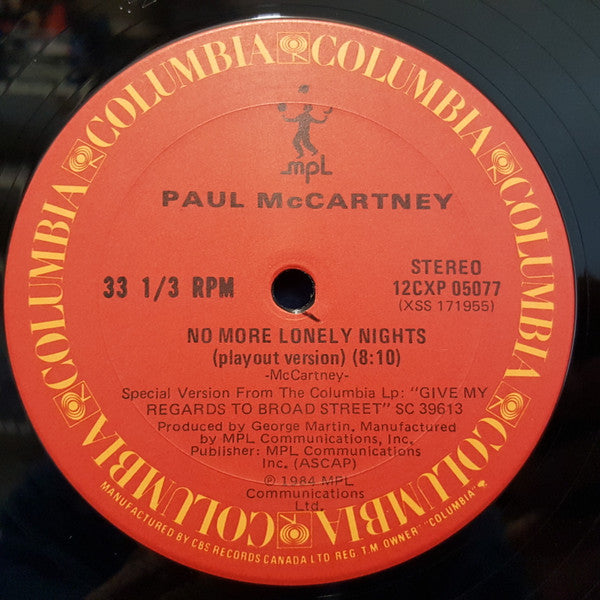 COLUMBIA COLUMBIA COLUMBIA COLUMBIA COLUMBIA COLUMBIA COLUMBIA COLUMBIA
mpl
PAUL McCARTNEY
33 1/3 RPM
STEREO
12CXP 05077
(XSS 171955)
NO MORE LONELY NIGHTS
(playout version) (8:10)
-McCartney-
Special Version From The Columbia Lp: "GIVE MY
REGARDS TO BROAD STREET" SC 39613
Produced by George Martin, Manufactured
by MPL Communications, Inc.
Publisher: MPL Communications
Inc. (ASCAP)
℗ 1984 MPL
Communications
Ltd.
MANUFACTURED BY CBS RECORDS CANADA LTD REG. T.M. OWNER: "COLUMBIA"